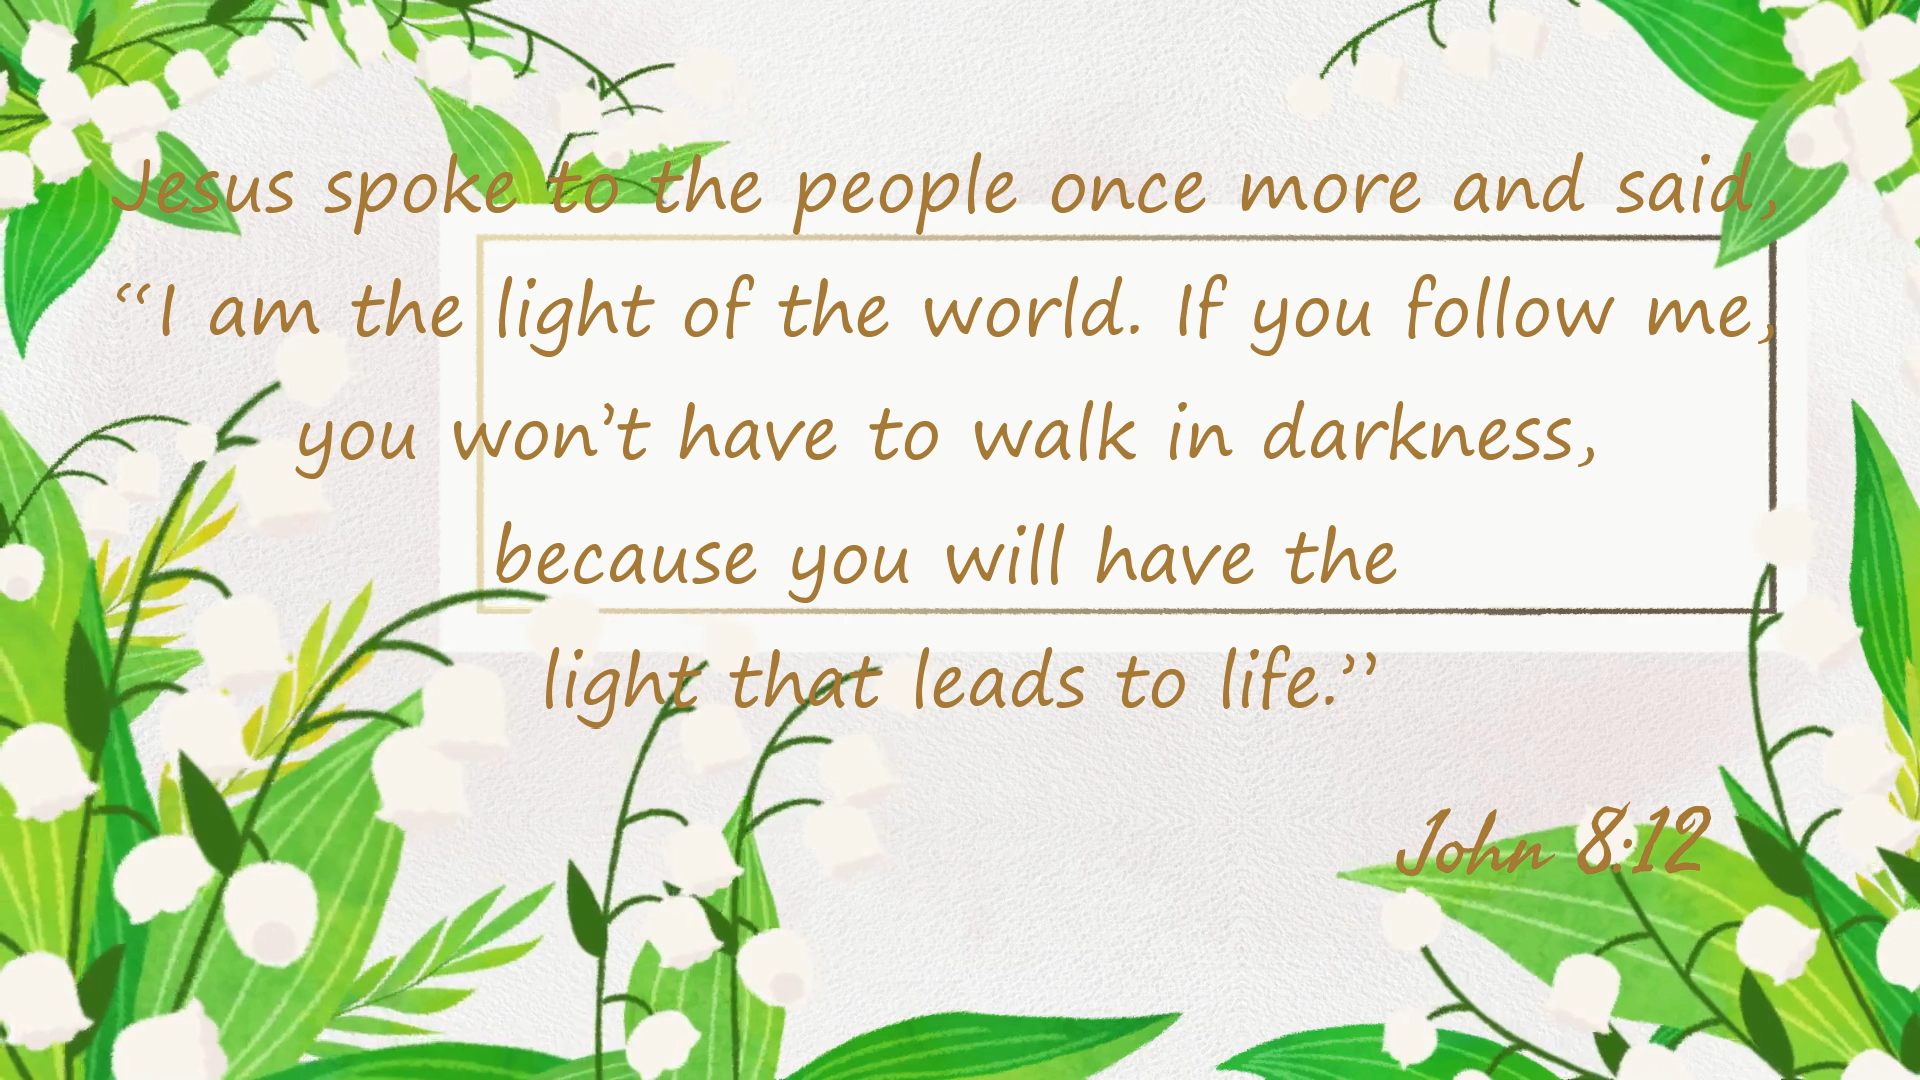 Jesus spoke to the people once more and said,
“I am the light of the world. If you follow me,
you won’t have to walk in darkness,
because you will have the
light that leads to life.”
John 8:12